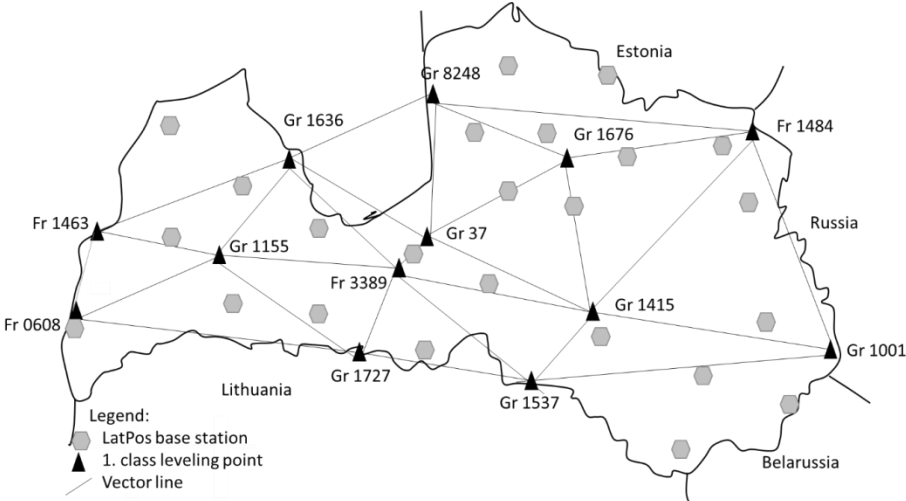 Estonia
Gr 8248
Gr 1636
Gr 1676
Fr 1484
Fr 1463
Gr 37
Russia
Gr 1155
Fr 3389
Gr 1415
Fr 0608
Gr 1001
Gr 1727
Lithuania
Gr 1537
Legend:
LatPos base station
1. class leveling point
Vector line
Belarussia